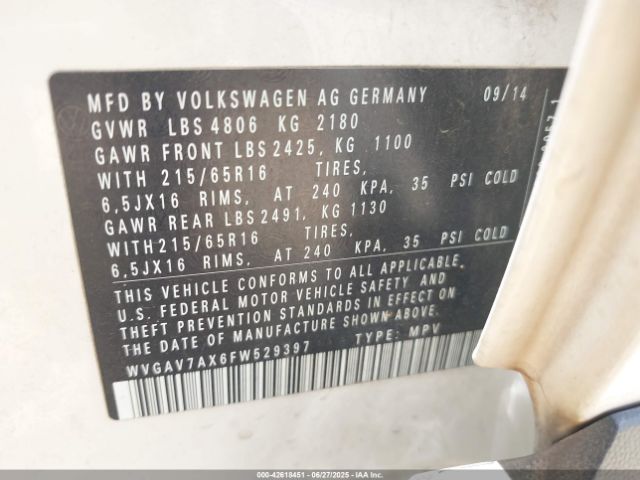 MFD BY VOLKSWAGEN AG GERMANY 09/14
GVWR LBS 4806 KG 2180
GAWR FRONT LBS 2425, KG 1100
WITH 215/65R16 TIRES,
6,5JX16 RIMS, AT 240 KPA, 35 PSI COLD
GAWR REAR LBS 2491, KG 1130
WITH 215/65R16 TIRES,
6,5JX16 RIMS, AT 240 KPA, 35 PSI COLD
THIS VEHICLE CONFORMS TO ALL APPLICABLE
U.S. FEDERAL MOTOR VEHICLE SAFETY AND
THEFT PREVENTION STANDARDS IN EFFECT ON
THE DATE OF MANUFACTURE SHOWN ABOVE.
WVGAV7AX6FW529397 TYPE: MPV
000-42618451 - 06/27/2025 - IAAI